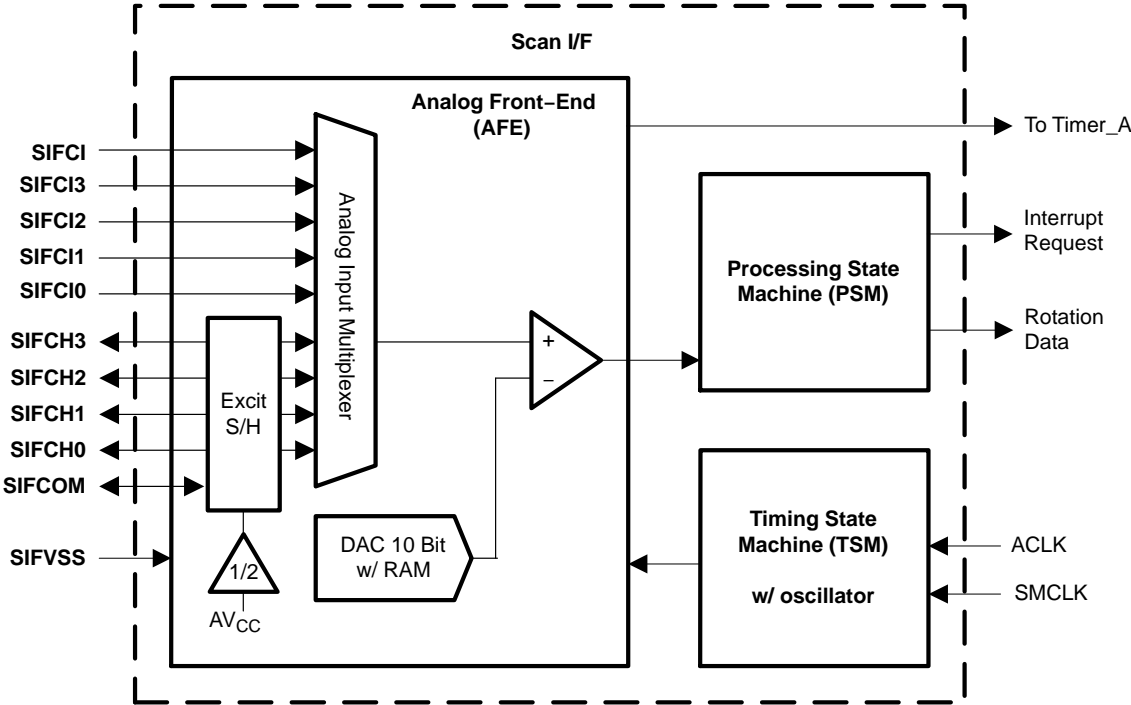 Scan I/F
Analog Front−End
(AFE)
To Timer_A
SIFCI
SIFCI3
SIFCI2
SIFCI1
SIFCI0
SIFCH3
SIFCH2
SIFCH1
SIFCH0
SIFCOM
SIFVSS
Excit
S/H
Analog Input Multiplexer
+
−
1/2
AVCC
DAC 10 Bit
w/ RAM
Processing State
Machine (PSM)
Interrupt
Request
Rotation
Data
Timing State
Machine (TSM)
w/ oscillator
ACLK
SMCLK